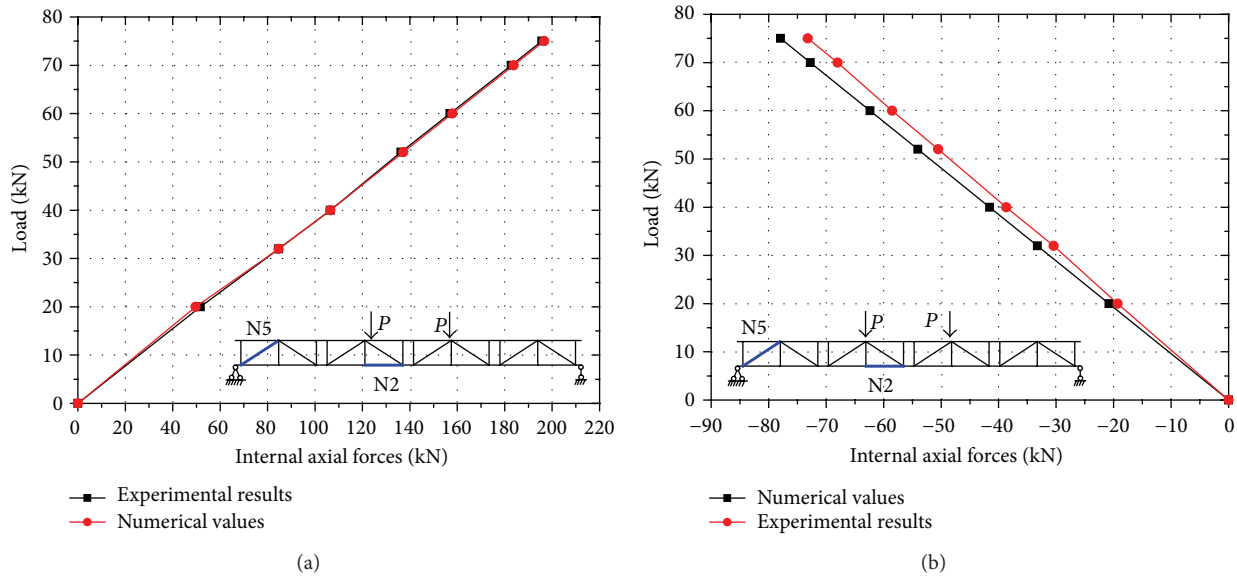 80
70
60
50
40
30
20
10
0
Load (kN)
N5
P
P
N2
0 20 40 60 80 100 120 140 160 180 200 220
Internal axial forces (kN)
Experimental results
Numerical values
(a)
80
70
60
50
40
30
20
10
0
Load (kN)
N5
P
P
N2
−90 −80 −70 −60 −50 −40 −30 −20 −10 0
Internal axial forces (kN)
Numerical values
Experimental results
(b)